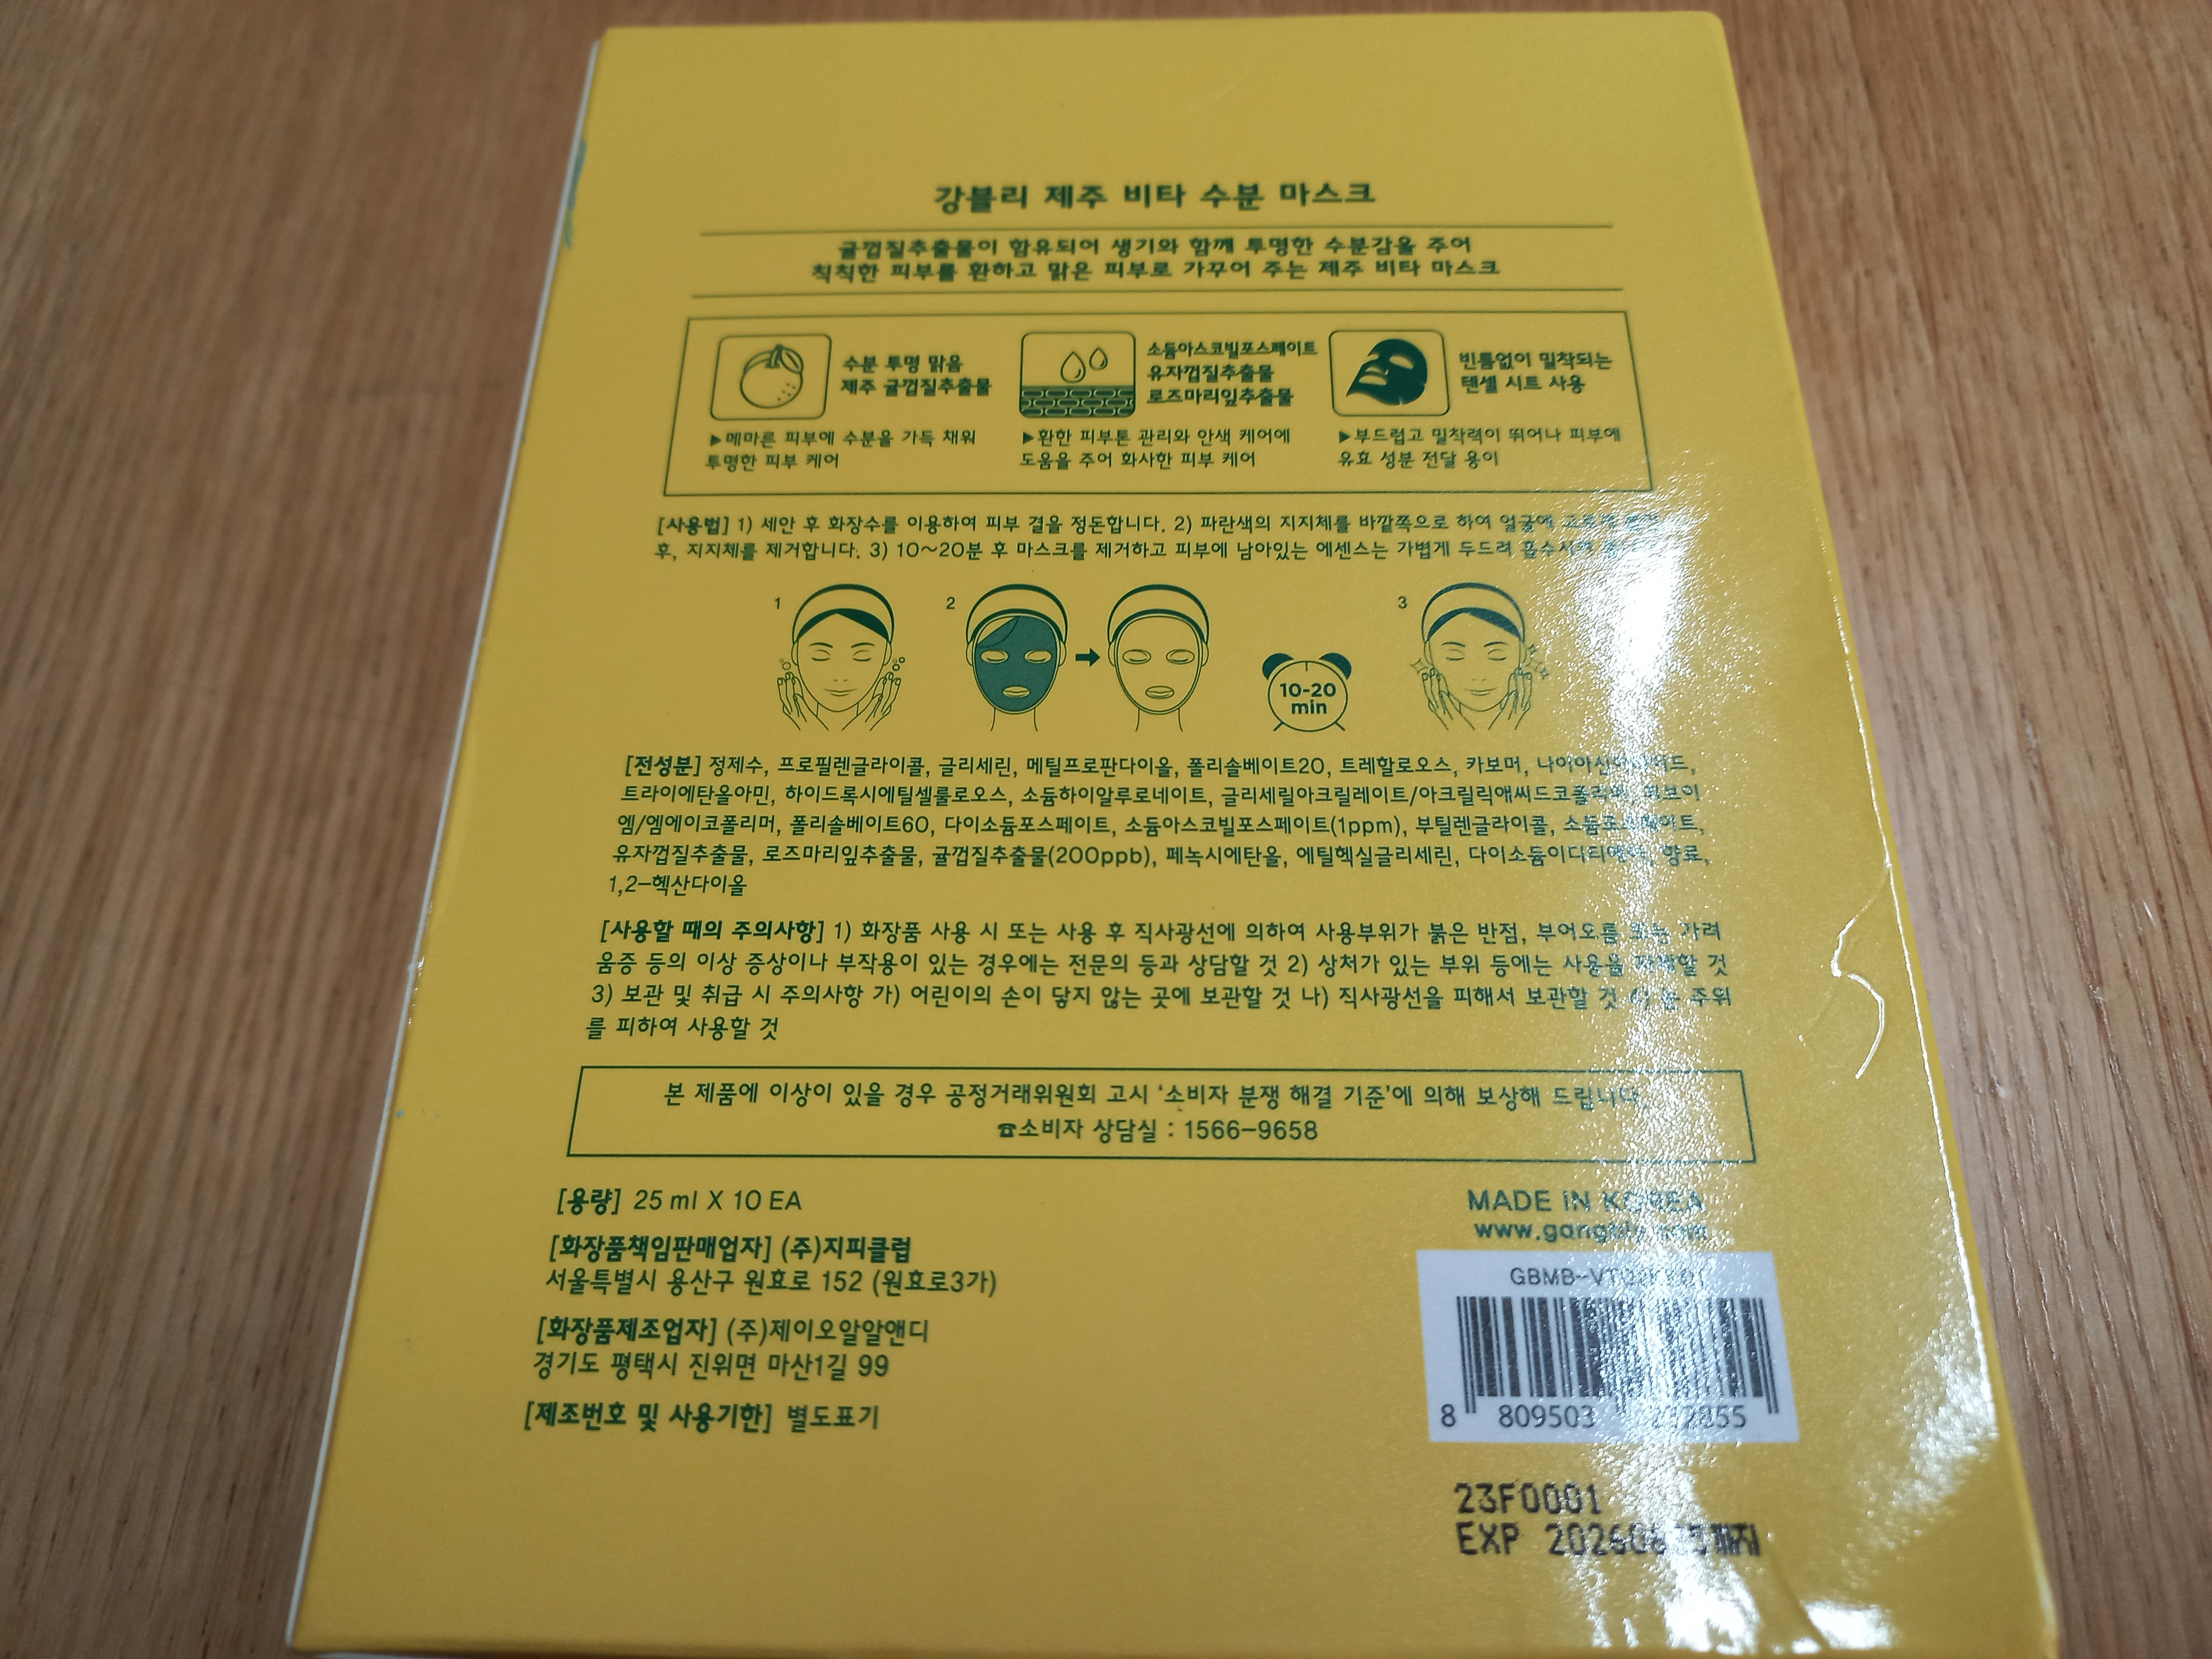 강블리 제주 비타 수분 마스크
귤껍질추출물이 함유되어 생기와 함께 투명한 수분감을 주어
칙칙한 피부를 환하고 맑은 피부로 가꾸어 주는 제주 비타 마스크
수분 투명 맑음
제주 귤껍질추출물
▶메마른 피부에 수분을 가득 채워
투명한 피부 케어
소듐아스코빌포스페이트
유자껍질추출물
로즈마리잎추출물
▶환한 피부톤 관리와 안색 케어에
도움을 주어 화사한 피부 케어
빈틈없이 밀착되는
텐셀 시트 사용
▶부드럽고 밀착력이 뛰어나 피부에
유효 성분 전달 용이
[사용법] 1) 세안 후 화장수를 이용하여 피부 결을 정돈합니다. 2) 파란색의 지지체를 바깥쪽으로 하여 얼굴에
후, 지지체를 제거합니다. 3) 10~20분 후 마스크를 제거하고 피부에 남아있는 에센스는 가볍게 두드려
1
2
10-20
min
3
[전성분] 정제수, 프로필렌글라이콜, 글리세린, 메틸프로판다이올, 폴리솔베이트20, 트레할로오스, 카보머,
트라이에탄올아민, 하이드록시에틸셀룰로오스, 소듐하이알루로네이트,
엠/엠에이코폴리머, 폴리솔베이트60, 다이소듐포스페이트, 소듐아스코빌포스페이트(1ppm), 부틸렌글라이콜,
유자껍질추출물, 로즈마리잎추출물, 귤껍질추출물(200ppb), 페녹시에탄올, 에틸헥실글리세린, 향료,
1,2-헥산다이올
[사용할 때의 주의사항] 1) 화장품 사용 시 또는 사용 후 직사광선에 의하여 사용부위가 붉은 반점, 부어오름 또는 가려
움증 등의 이상 증상이나 부작용이 있는 경우에는 전문의 등과 상담할 것 2) 상처가 있는 부위 등에는 사용을 자제할 것
3) 보관 및 취급 시 주의사항 가) 어린이의 손이 닿지 않는 곳에 보관할 것 나) 직사광선을 피해서 보관할 것 주위
를 피하여 사용할 것
본 제품에 이상이 있을 경우 공정거래위원회 고시 '소비자 분쟁 해결 기준'에 의해 보상해 드립니다.
☎소비자 상담실 : 1566-9658
[용량] 25 ml X 10 EA
[화장품책임판매업자] (주)지피클럽
서울특별시 용산구 원효로 152 (원효로3가)
[화장품제조업자] (주)제이오알알앤디
경기도 평택시 진위면 마산1길 99
[제조번호 및 사용기한] 별도표기
MADE IN KOREA
8 809503
23F0001
EXP